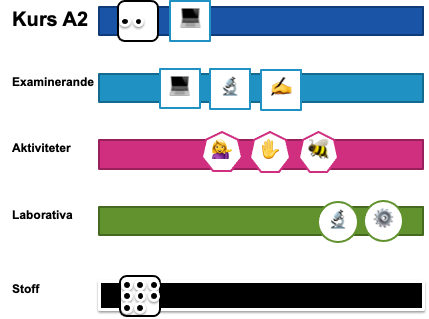 Kurs A2
Examinerande
Aktiviteter
Laborativa
Stoff